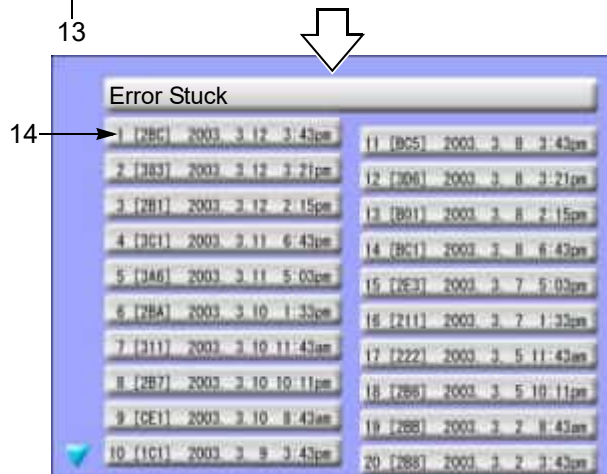 13
Error Stuck
14
1 [2BC] 2003. 3.12 3:43pm
2 [383] 2003. 3.12 3:21pm
3 [2B1] 2003. 3.12 2:15pm
4 [3C1] 2003. 3.11 6:43pm
5 [3A6] 2003. 3.11 5:03pm
6 [2BA] 2003. 3.10 1:33pm
7 [311] 2003. 3.10 11:43am
8 [2B7] 2003. 3.10 10:11pm
9 [CE1] 2003. 3.10 8:43am
10 [1C1] 2003. 3. 9 3:43pm
11 [BC5] 2003. 3. 8 3:43pm
12 [3D6] 2003. 3. 8 3:21pm
13 [B01] 2003. 3. 8 2:15pm
14 [BC1] 2003. 3. 8 6:43pm
15 [2E3] 2003. 3. 7 5:03pm
16 [211] 2003. 3. 7 1:33pm
17 [222] 2003. 3. 5 11:43am
18 [2B6] 2003. 3. 5 10:11pm
19 [2BB] 2003. 3. 2 8:43am
20 [2B8] 2003. 3. 2 3:43pm